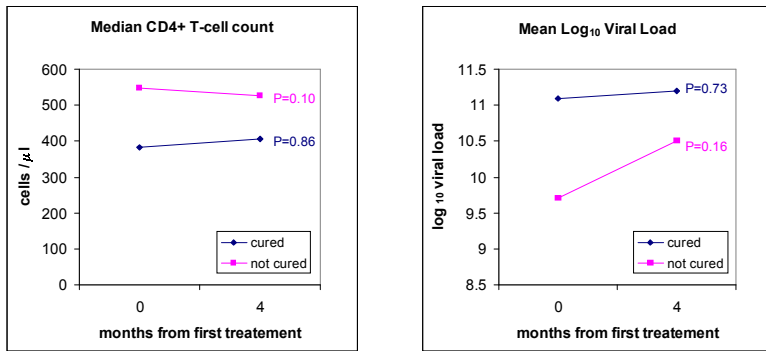 Median CD4+ T-cell count
600
500
400
300
200
100
0
cells / µl
P=0.10
P=0.86
cured
not cured
0 4
months from first treatement
Mean Log₁₀ Viral Load
11.5
11
10.5
10
9.5
9
8.5
log ₁₀ viral load
P=0.73
P=0.16
cured
not cured
0 4
months from first treatement